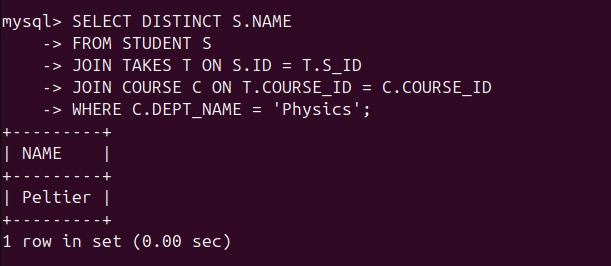 mysql> SELECT DISTINCT S.NAME
    -> FROM STUDENT S
    -> JOIN TAKES T ON S.ID = T.S_ID
    -> JOIN COURSE C ON T.COURSE_ID = C.COURSE_ID
    -> WHERE C.DEPT_NAME = 'Physics';
+---------+
| NAME    |
+---------+
| Peltier |
+---------+
1 row in set (0.00 sec)